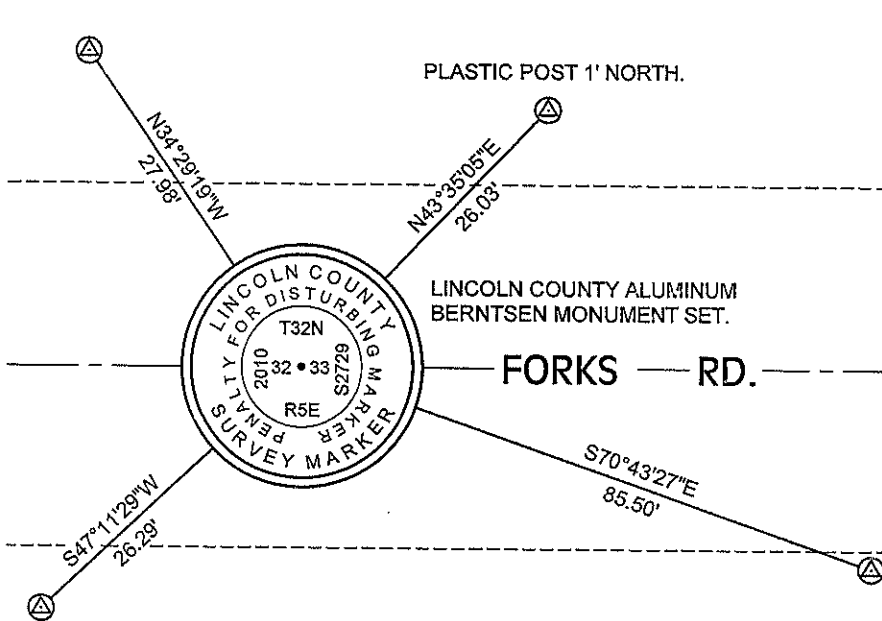 PLASTIC POST 1' NORTH.
N34°29'19"W
27.98'
N43°35'05"E
26.03'
LINCOLN COUNTY
PENALTY FOR DISTURBING MARKER
T32N
2010
32 • 33
S2729
R5E
SURVEY MARKER
LINCOLN COUNTY ALUMINUM
BERNTSEN MONUMENT SET.
FORKS RD.
S47°11'29"W
26.29'
S70°43'27"E
85.50'